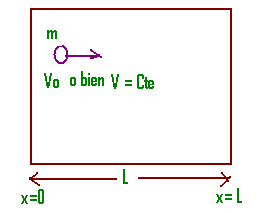 m
Vo o bien V = Cte
L
x=0 x= L